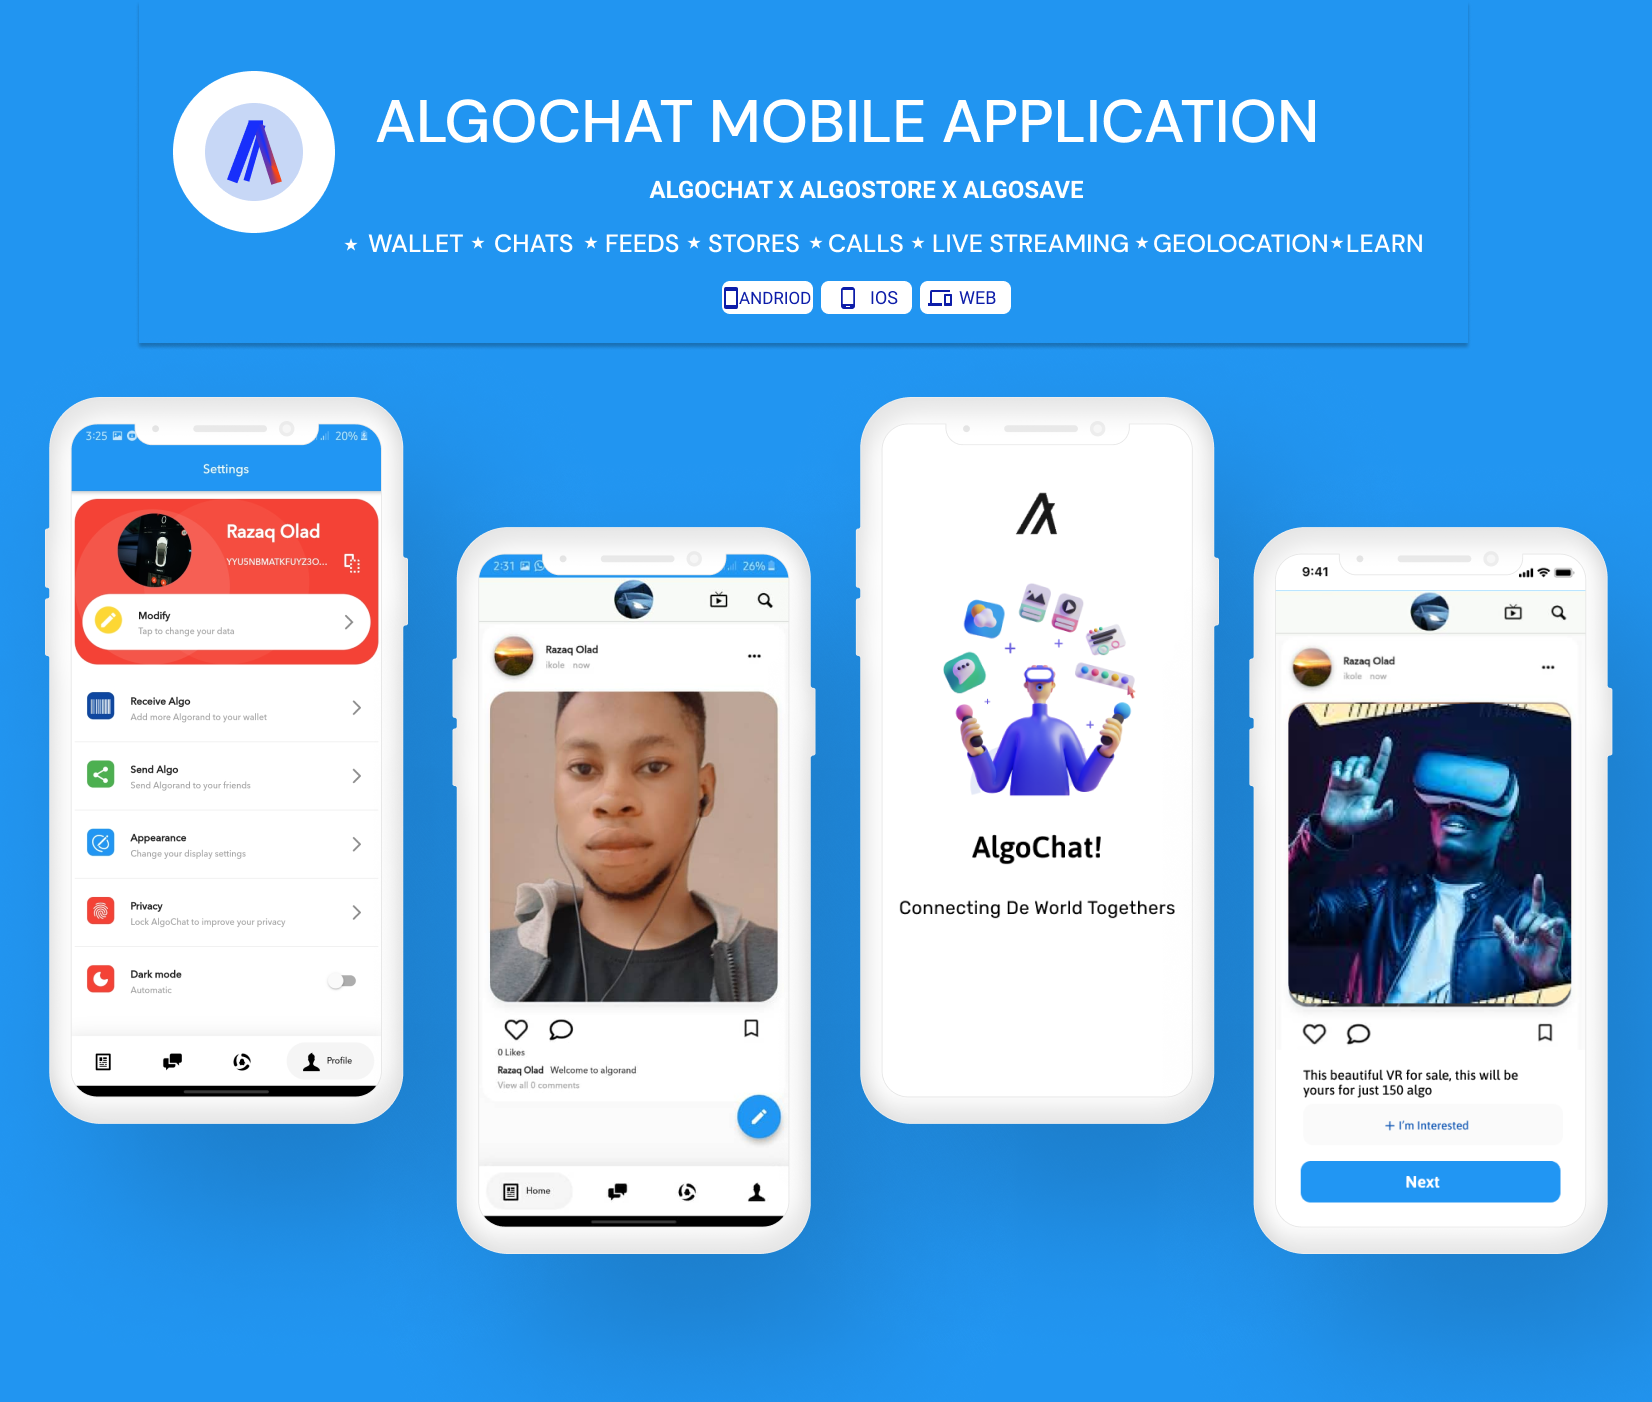 ALGOCHAT MOBILE APPLICATION
ALGOCHAT X ALGOSTORE X ALGOSAVE
★ WALLET ★ CHATS ★ FEEDS ★ STORES ★ CALLS ★ LIVE STREAMING ★ GEOLOCATION ★ LEARN
ANDRIOD IOS WEB
3:25 20%
Settings
Razaq Olad
YYU5NBMATKFUYZ3O...
Modify
Tap to change your data
Receive Algo
Add more Algorand to your wallet
Send Algo
Send Algorand to your friends
Appearance
Change your display settings
Privacy
Lock AlgoChat to improve your privacy
Dark mode
Automatic
Profile
2:31 26%
Razaq Olad
ikole now
0 Likes
Razaq Olad Welcome to algorand
View all 0 comments
Home
AlgoChat!
Connecting De World Togethers
9:41
Razaq Olad
ikole now
This beautiful VR for sale, this will be
yours for just 150 algo
+ I'm Interested
Next